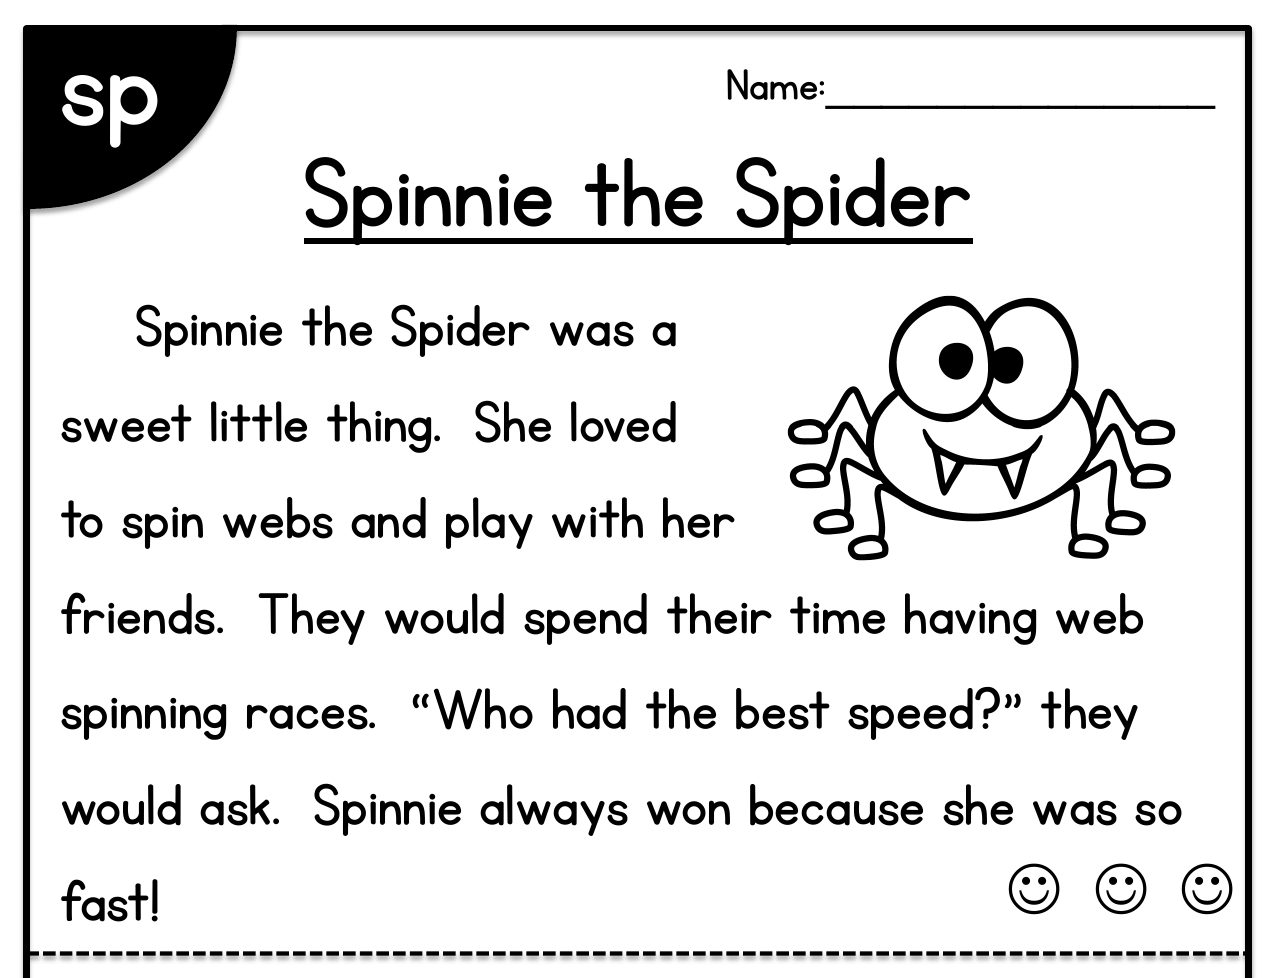 sp
Name:
Spinnie the Spider
Spinnie the Spider was a
sweet little thing. She loved
to spin webs and play with her
friends. They would spend their time having web
spinning races. “Who had the best speed?” they
would ask. Spinnie always won because she was so
fast!